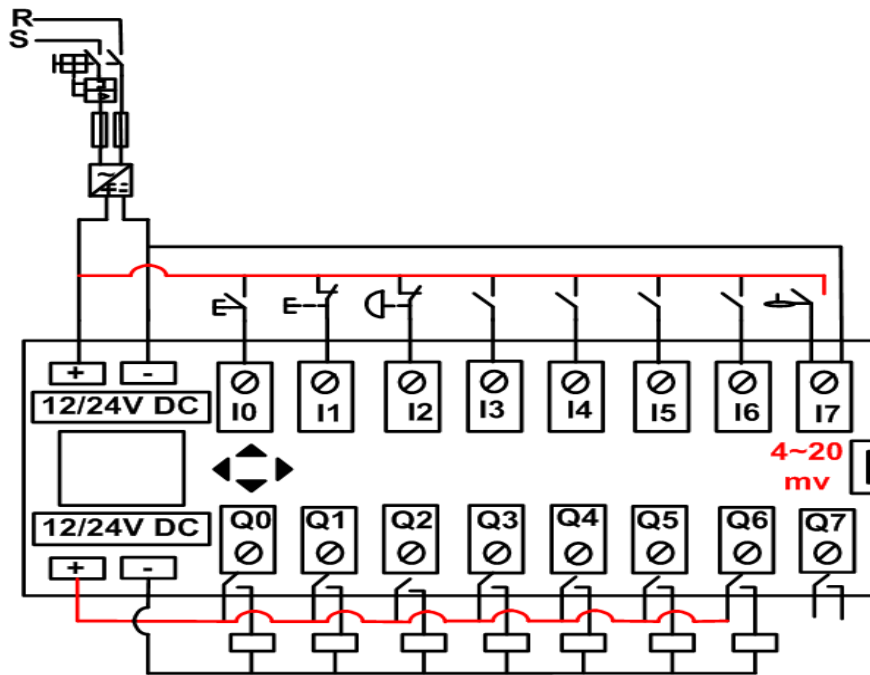 R
S
+ -
12/24V DC
I0 I1 I2 I3 I4 I5 I6 I7
4~20
mv
12/24V DC
Q0 Q1 Q2 Q3 Q4 Q5 Q6 Q7
+ -